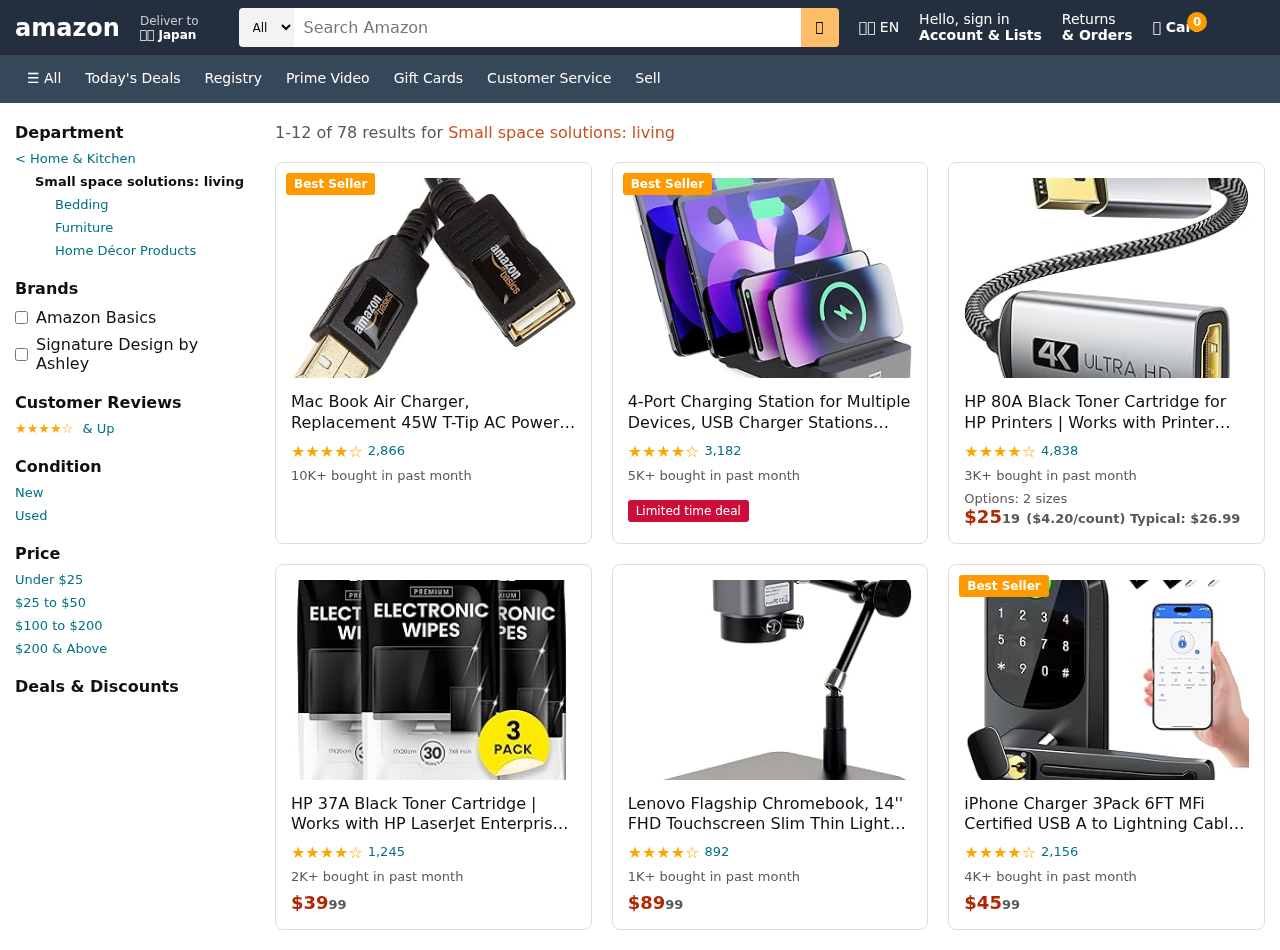 amazon
Deliver to
Japan
All
Search Amazon
EN
Hello, sign in
Account & Lists
Returns
& Orders
0
☰ All
Today's Deals
Registry
Prime Video
Gift Cards
Customer Service
Sell
Department
< Home & Kitchen
Small space solutions: living
Bedding
Furniture
Home Décor Products
Brands
Amazon Basics
Signature Design by
Ashley
Customer Reviews
★★★★☆ & Up
Condition
New
Used
Price
Under $25
$25 to $50
$100 to $200
$200 & Above
Deals & Discounts
1-12 of 78 results for Small space solutions: living
Best Seller
amazon
basics
amazon
basics
Mac Book Air Charger,
Replacement 45W T-Tip AC Power…
★★★★☆ 2,866
10K+ bought in past month
Best Seller
4-Port Charging Station for Multiple
Devices, USB Charger Stations…
★★★★☆ 3,182
5K+ bought in past month
Limited time deal
4K ULTRA HD
HP 80A Black Toner Cartridge for
HP Printers | Works with Printer…
★★★★☆ 4,838
3K+ bought in past month
Options: 2 sizes
$25 19 ($4.20/count) Typical: $26.99
PREMIUM
ELECTRONIC
WIPES
30
3
PACK
HP 37A Black Toner Cartridge |
Works with HP LaserJet Enterpris…
★★★★☆ 1,245
2K+ bought in past month
$39 99
Lenovo Flagship Chromebook, 14''
FHD Touchscreen Slim Thin Light…
★★★★☆ 892
1K+ bought in past month
$89 99
Best Seller
1 2 3 4
5 6 7 8
* 9 0 #
iPhone Charger 3Pack 6FT MFi
Certified USB A to Lightning Cabl…
★★★★☆ 2,156
4K+ bought in past month
$45 99